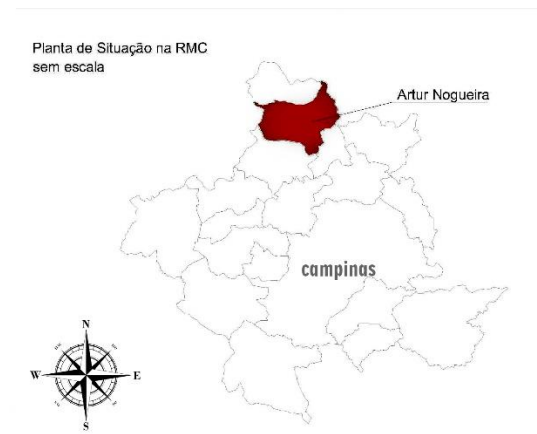 Planta de Situação na RMC
sem escala
Artur Nogueira
campinas
N
W E
S